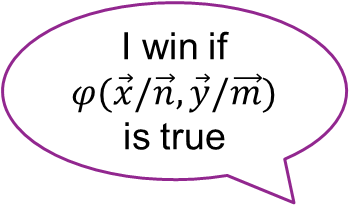 I win if
𝜑(𝑥⃗/𝑛⃗, 𝑦⃗/𝑚⃗)
is true